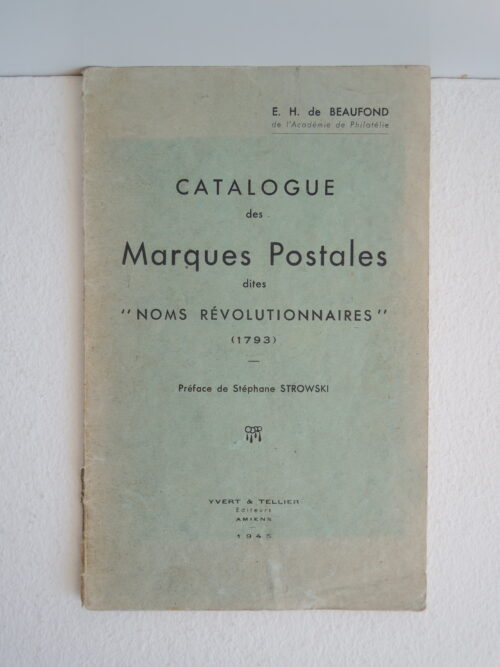 E. H. de BEAUFOND
de l'Académie de Philatélie
CATALOGUE
des
Marques Postales
dites
"NOMS RÉVOLUTIONNAIRES"
(1793)
Préface de Stéphane STROWSKI
YVERT & TELLIER
Éditeurs
AMIENS
1945